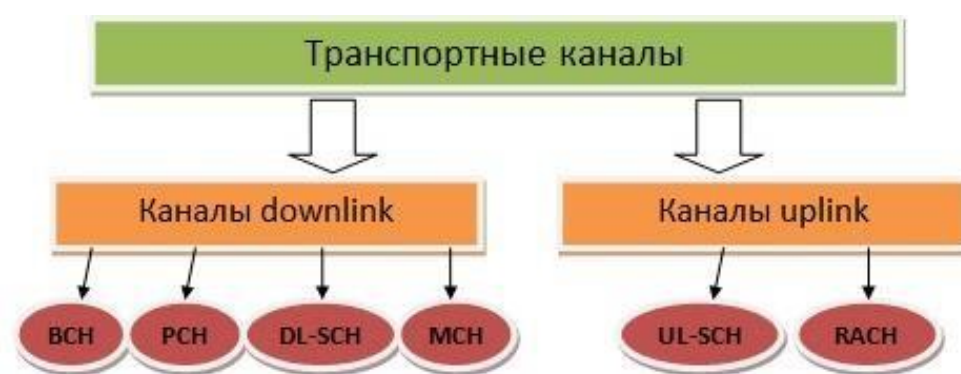 Транспортные каналы
Каналы downlink
Каналы uplink
BCH
PCH
DL-SCH
MCH
UL-SCH
RACH